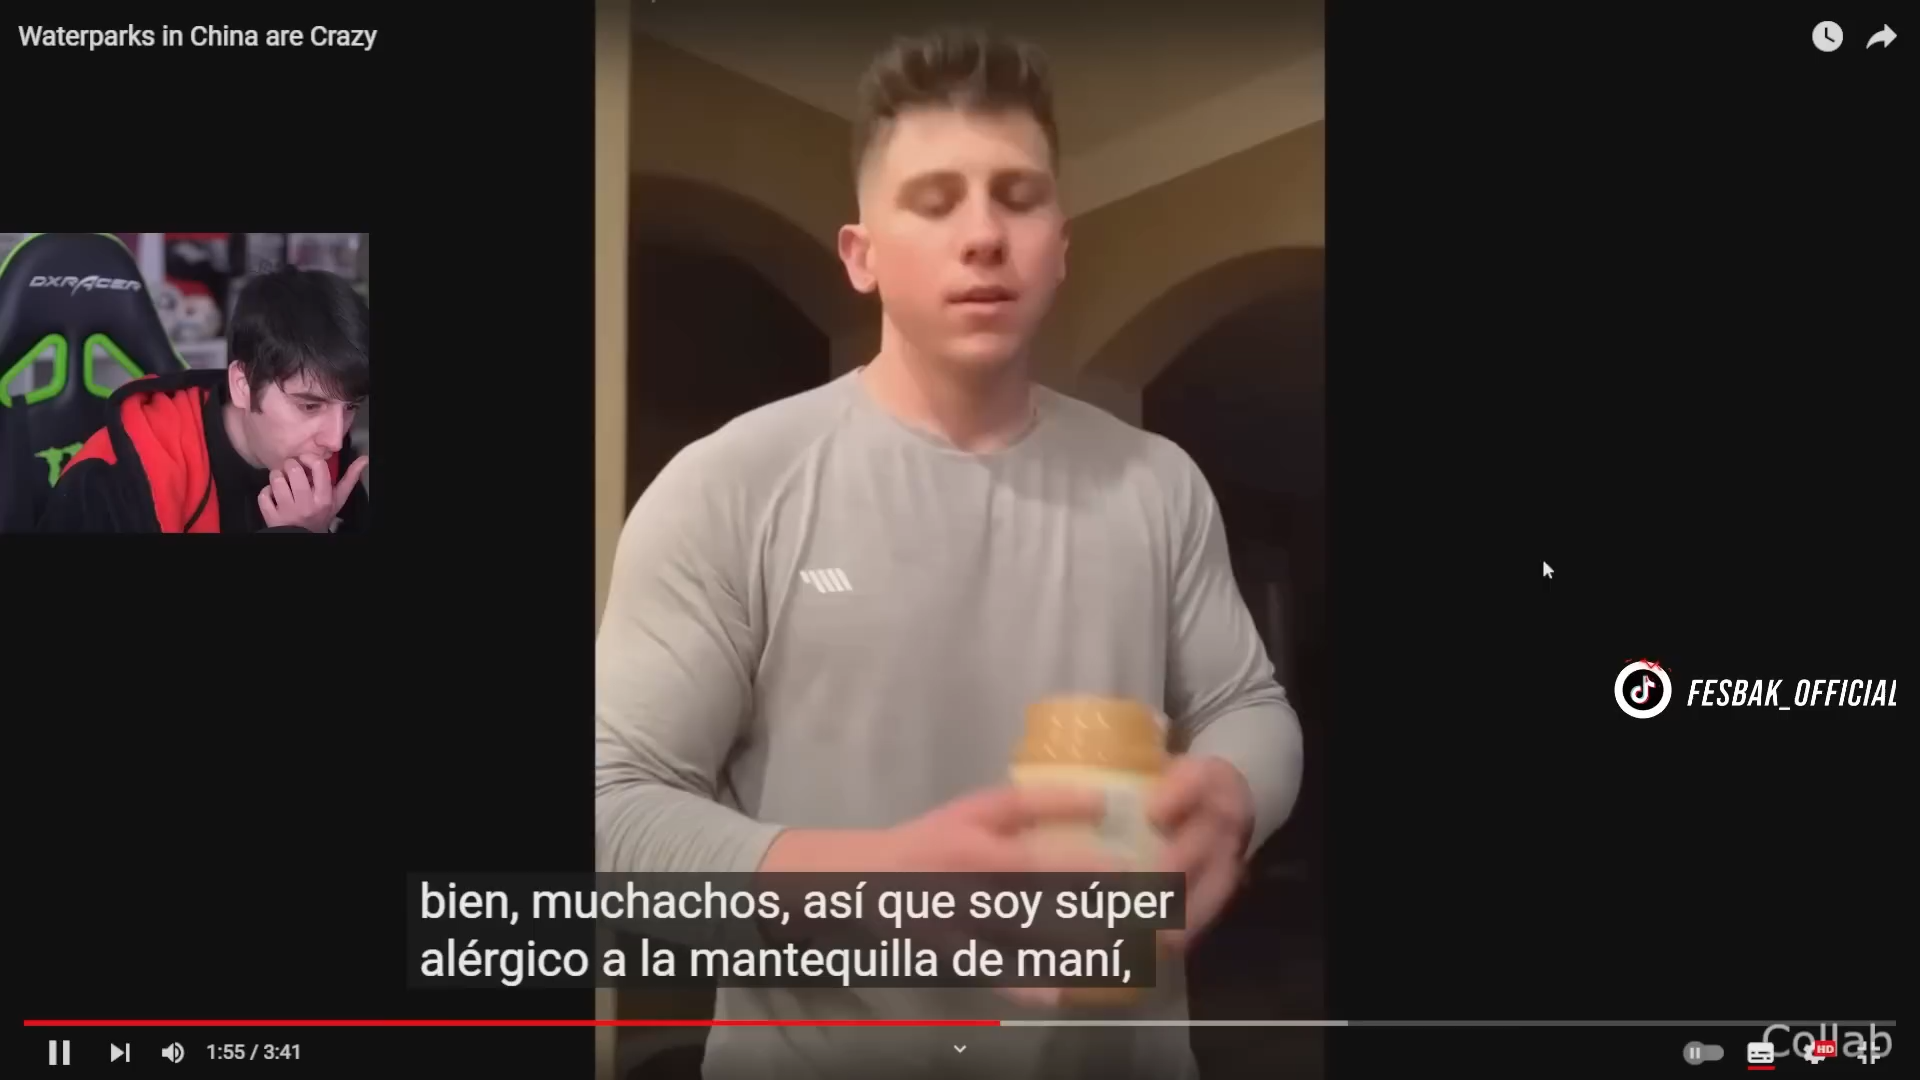 Waterparks in China are Crazy
DXRACER
FESBAK_OFFICIAL
bien, muchachos, así que soy súper
alérgico a la mantequilla de maní,
1:55 / 3:41
HD
Collab